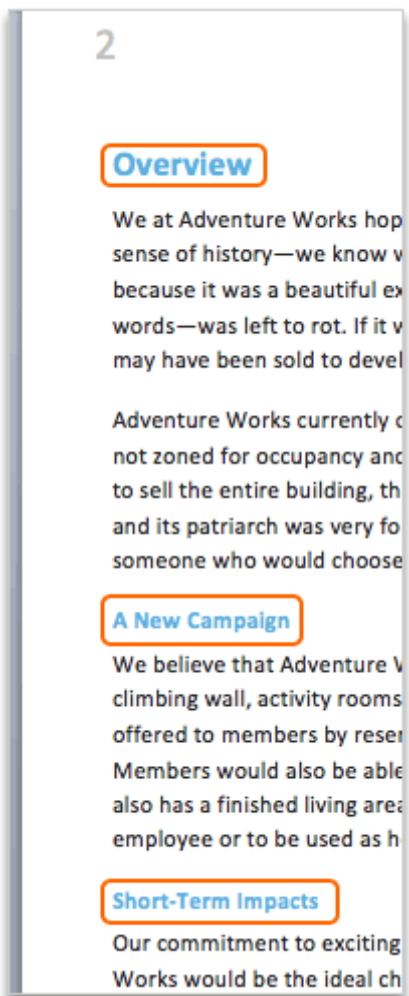 2
Overview
We at Adventure Works hop
sense of history—we know
because it was a beautiful ex
words—was left to rot. If it
may have been sold to devel
Adventure Works currently
not zoned for occupancy and
to sell the entire building, th
and its patriarch was very fo
someone who would choose
A New Campaign
We believe that Adventure
climbing wall, activity rooms
offered to members by reser
Members would also be able
also has a finished living area
employee or to be used as h
Short-Term Impacts
Our commitment to exciting
Works would be the ideal ch